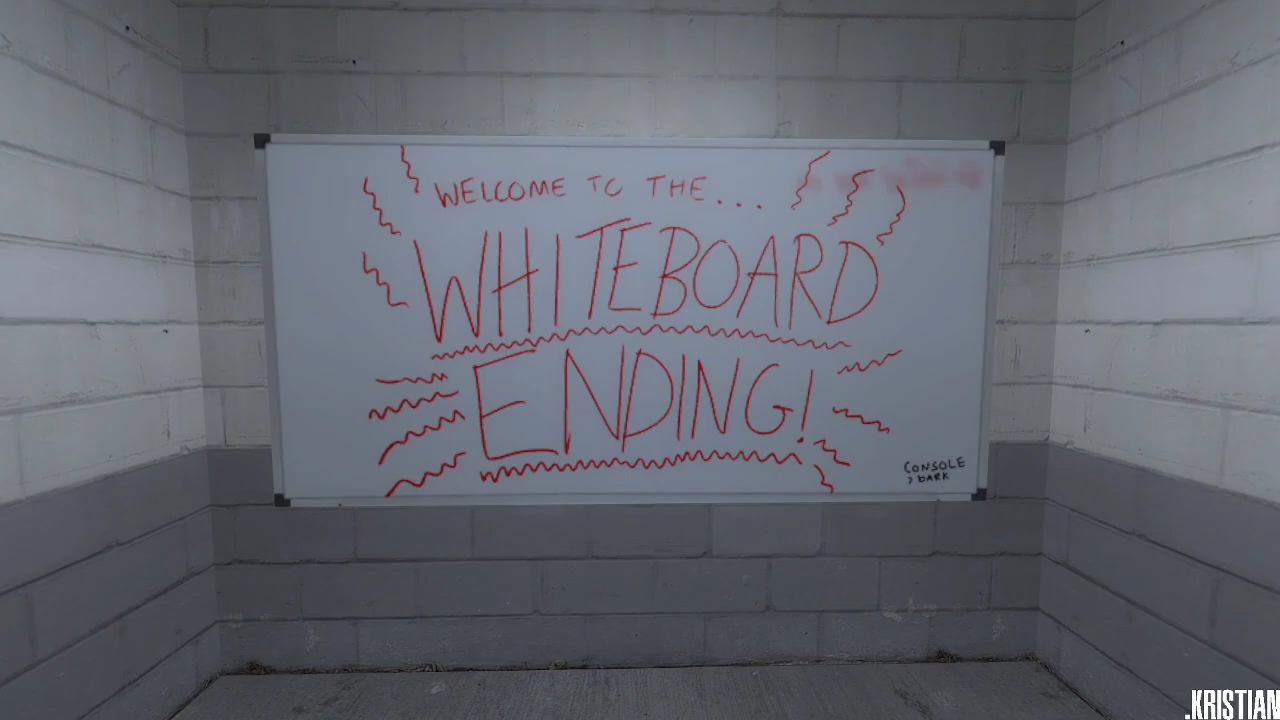 WELCOME TO THE...
WHITEBOARD
ENDING!
CONSOLE
> BARK
.KRISTIAN